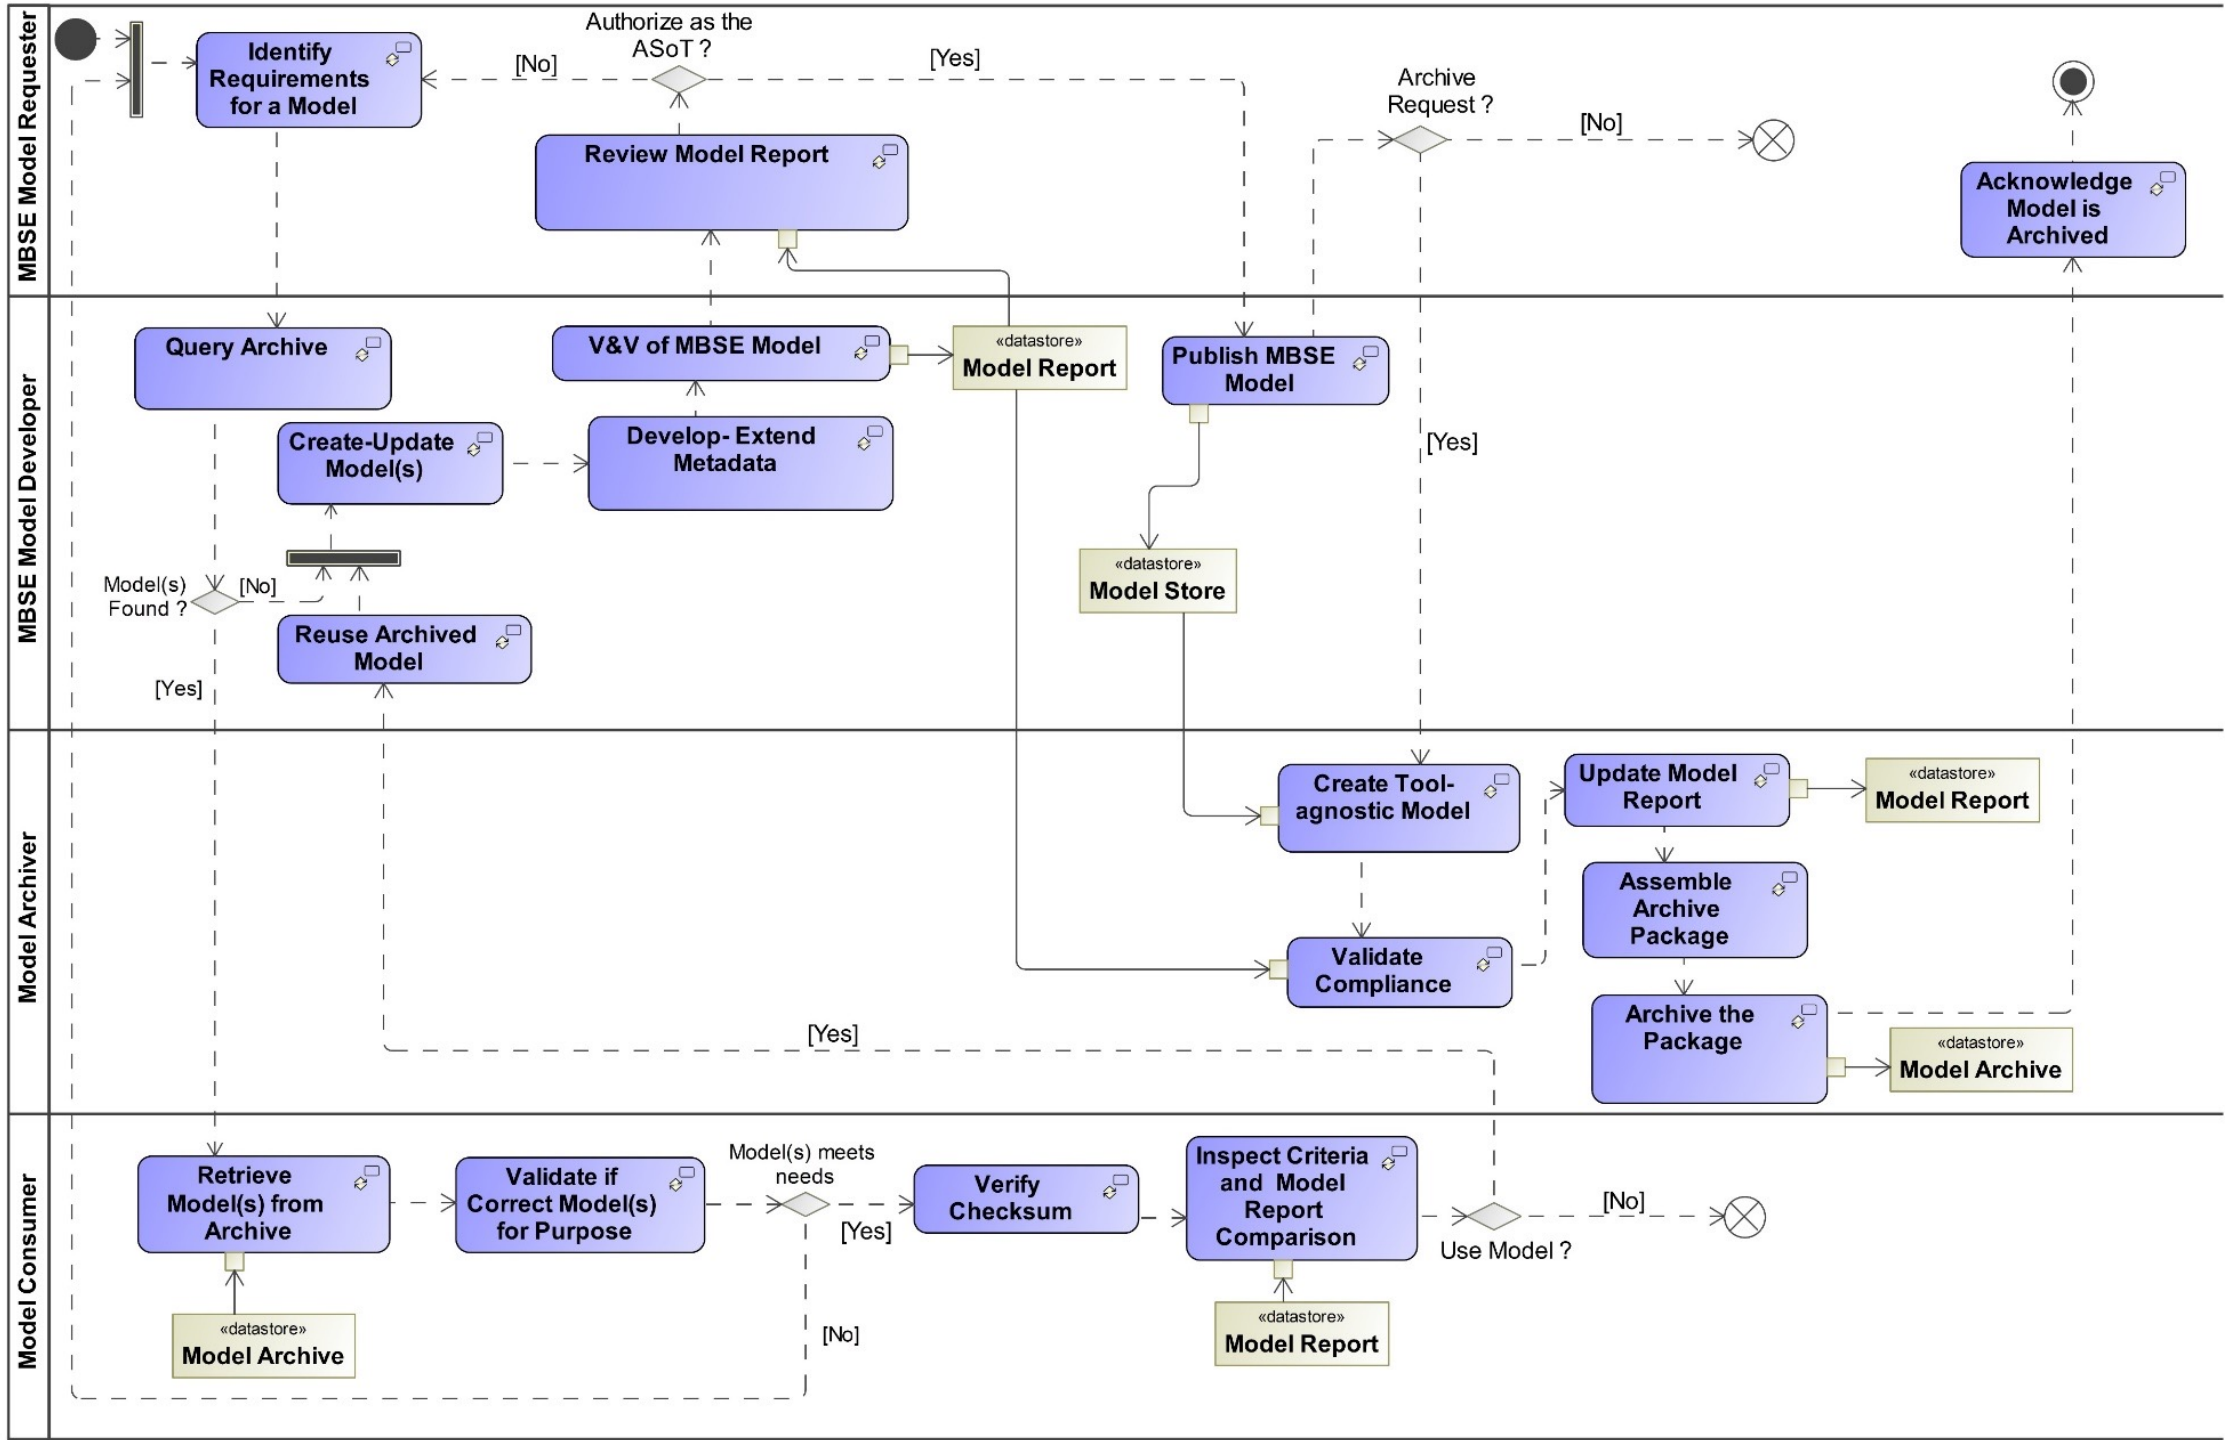 MBSE Model Requester
Identify
Requirements
for a Model
[No]
Authorize as the
ASoT ?
[Yes]
Review Model Report
Archive
Request ?
[No]
Acknowledge
Model is
Archived
MBSE Model Developer
Query Archive
V&V of MBSE Model
«datastore»
Model Report
Publish MBSE
Model
Create-Update
Model(s)
Develop- Extend
Metadata
[Yes]
«datastore»
Model Store
Model(s)
Found ?
[No]
Reuse Archived
Model
[Yes]
Model Archiver
Create Tool-
agnostic Model
Update Model
Report
«datastore»
Model Report
Assemble
Archive
Package
Validate
Compliance
Archive the
Package
«datastore»
Model Archive
[Yes]
Model Consumer
Retrieve
Model(s) from
Archive
Validate if
Correct Model(s)
for Purpose
Model(s) meets
needs
[Yes]
Verify
Checksum
Inspect Criteria
and Model
Report
Comparison
Use Model ?
[No]
«datastore»
Model Archive
[No]
«datastore»
Model Report